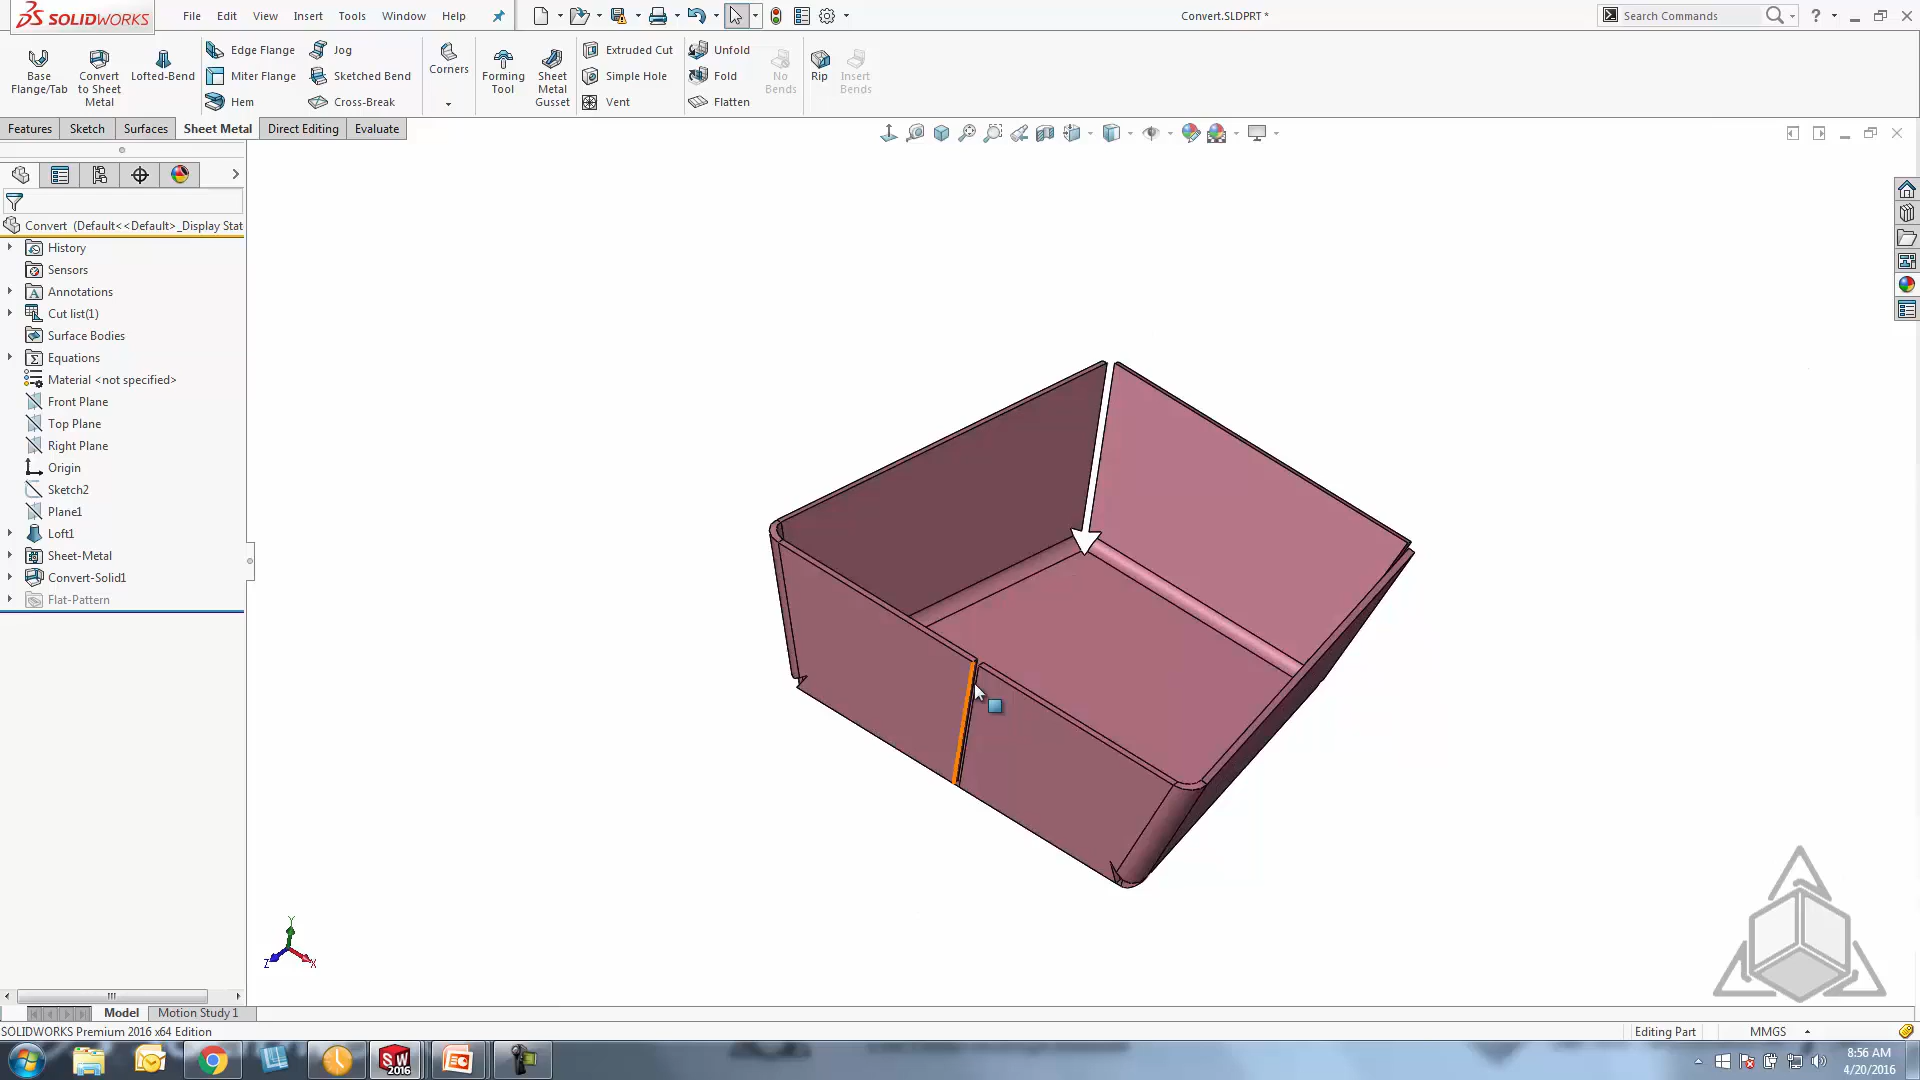 SOLIDWORKS File Edit View Insert Tools Window Help Convert.SLDPRT * Search Commands ?
Base Flange/Tab
Convert to Sheet Metal
Lofted-Bend
Edge Flange
Miter Flange
Hem
Jog
Sketched Bend
Cross-Break
Corners
Forming Tool
Sheet Metal Gusset
Extruded Cut
Simple Hole
Vent
Unfold
Fold
Flatten
No Bends
Rip
Insert Bends
Features Sketch Surfaces Sheet Metal Direct Editing Evaluate
Convert (Default<<Default>_Display Stat
History
Sensors
Annotations
Cut list(1)
Surface Bodies
Equations
Material <not specified>
Front Plane
Top Plane
Right Plane
Origin
Sketch2
Plane1
Loft1
Sheet-Metal
Convert-Solid1
Flat-Pattern
Y
Z X
Model Motion Study 1
SOLIDWORKS Premium 2016 x64 Edition Editing Part MMGS
SW 2016
8:56 AM
4/20/2016